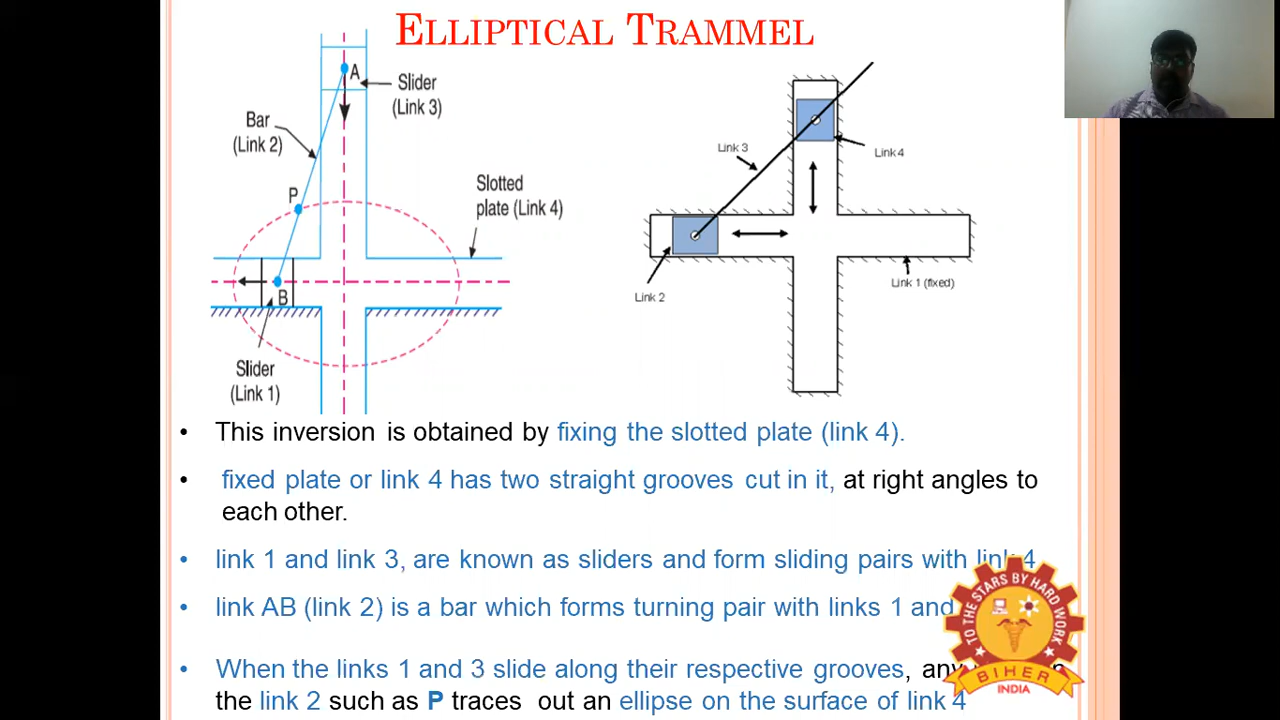 ELLIPTICAL TRAMMEL
A
Slider
(Link 3)
Bar
(Link 2)
P
Slotted
plate (Link 4)
B
Slider
(Link 1)
Link 3
Link 4
Link 2
Link 1 (fixed)
• This inversion is obtained by fixing the slotted plate (link 4).
• fixed plate or link 4 has two straight grooves cut in it, at right angles to
each other.
• link 1 and link 3, are known as sliders and form sliding pairs with link 4
• link AB (link 2) is a bar which forms turning pair with links 1 and
• When the links 1 and 3 slide along their respective grooves, any
the link 2 such as P traces out an ellipse on the surface of link 4
TO THE STARS BY HARD WORK
BIHER
INDIA